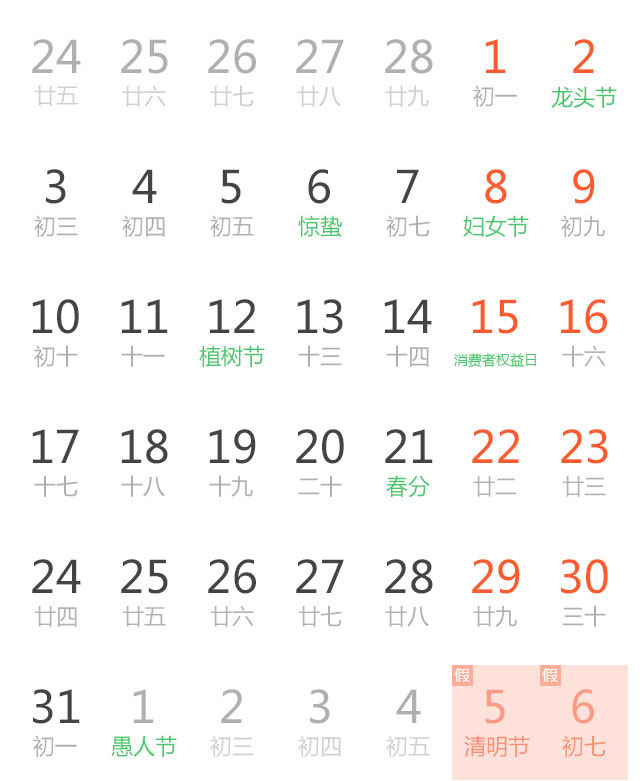 24 25 26 27 28 1 2
廿五 廿六 廿七 廿八 廿九 初一 龙头节
3 4 5 6 7 8 9
初三 初四 初五 惊蛰 初七 妇女节 初九
10 11 12 13 14 15 16
初十 十一 植树节 十三 十四 消费者权益日 十六
17 18 19 20 21 22 23
十七 十八 十九 二十 春分 廿二 廿三
24 25 26 27 28 29 30
廿四 廿五 廿六 廿七 廿八 廿九 三十
假 假
31 1 2 3 4 5 6
初一 愚人节 初三 初四 初五 清明节 初七